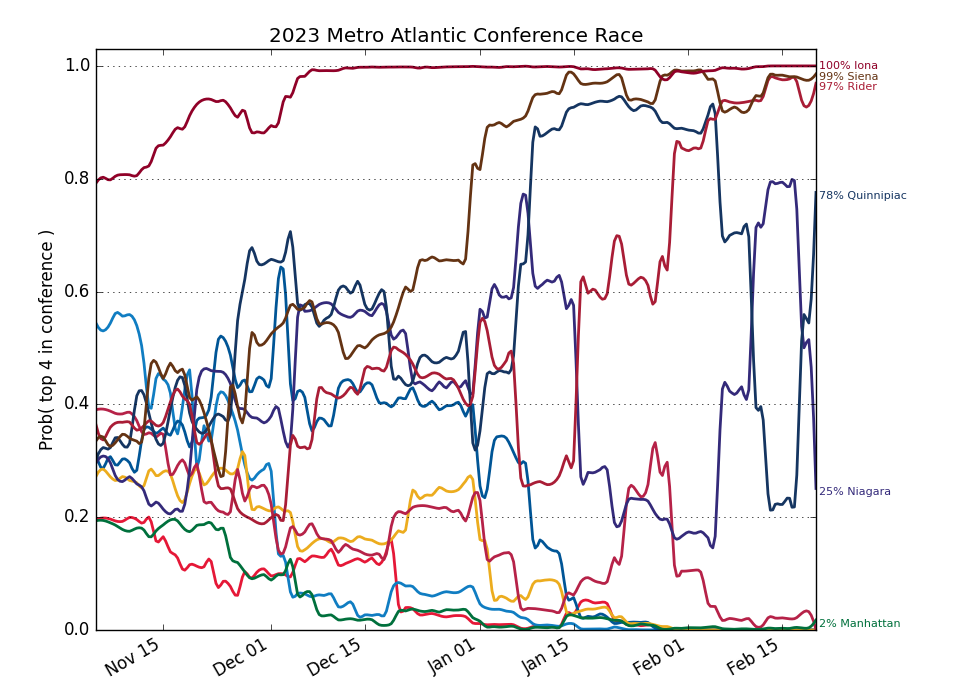 2023 Metro Atlantic Conference Race
Prob( top 4 in conference )
1.0
0.8
0.6
0.4
0.2
0.0
Nov 15
Dec 01
Dec 15
Jan 01
Jan 15
Feb 01
Feb 15
100% Iona
99% Siena
97% Rider
78% Quinnipiac
25% Niagara
2% Manhattan